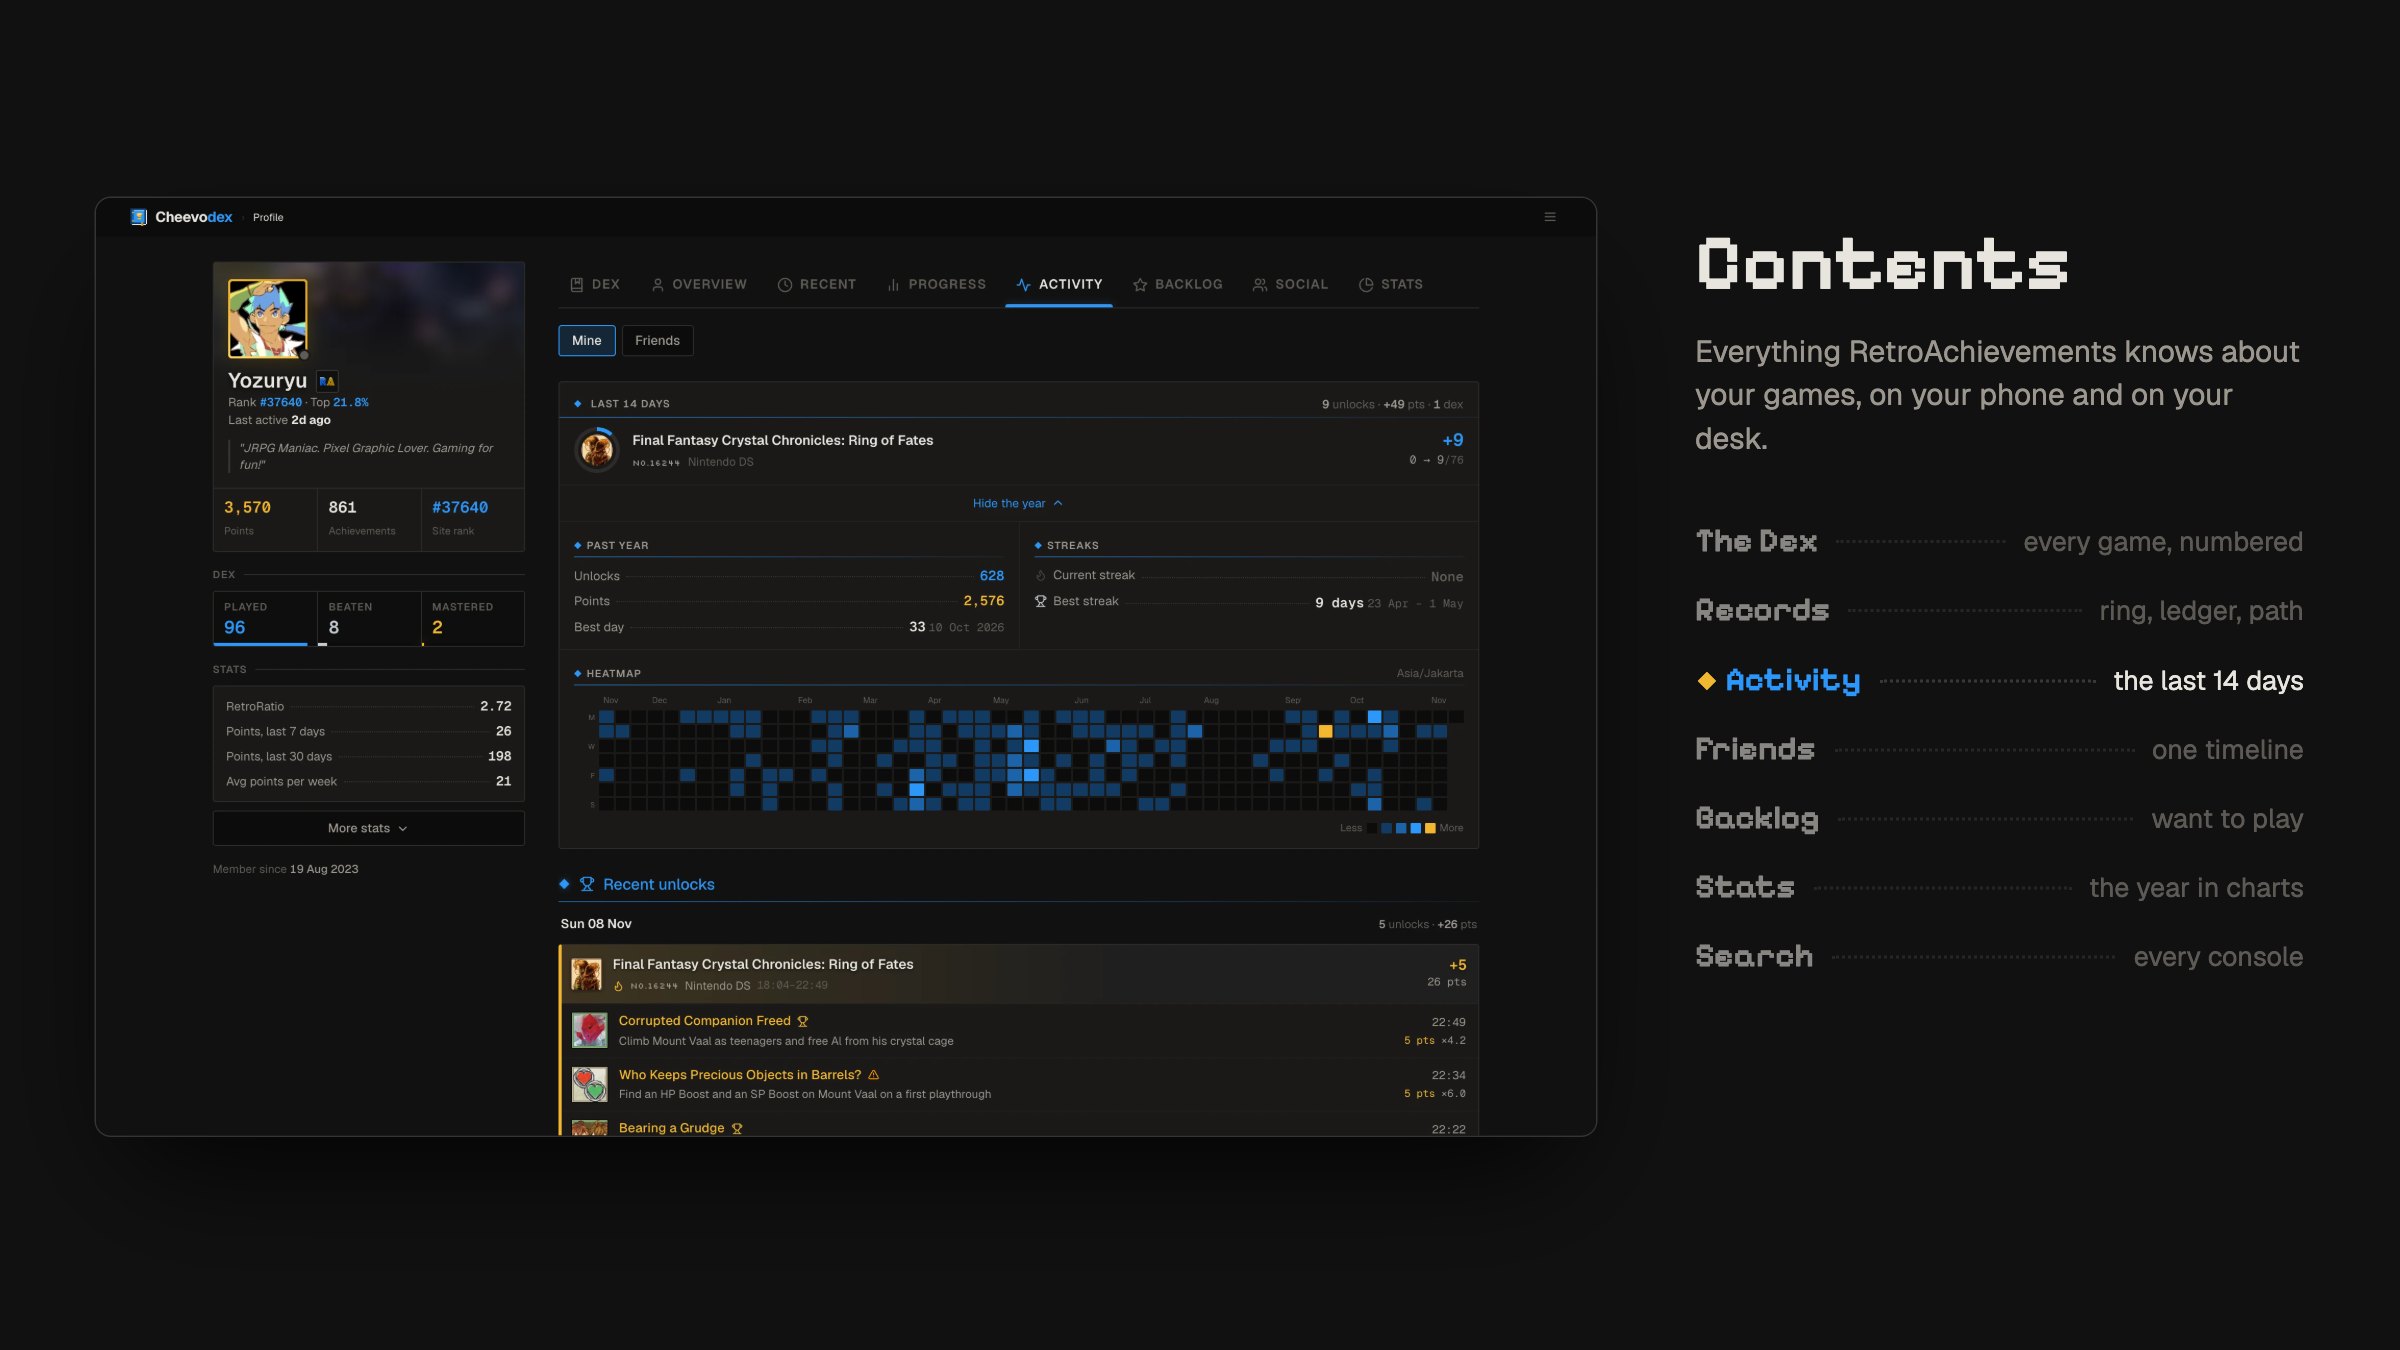 Cheevodex › Profile
Yozuryu RA
Rank #37640 · Top 21.8%
Last active 2d ago
"JRPG Maniac. Pixel Graphic Lover. Gaming for
fun!"
3,570 861 #37640
Points Achievements Site rank
DEX
PLAYED BEATEN MASTERED
96 8 2
STATS
RetroRatio 2.72
Points, last 7 days 26
Points, last 30 days 198
Avg points per week 21
More stats
Member since 19 Aug 2023
DEX OVERVIEW RECENT PROGRESS ACTIVITY BACKLOG SOCIAL STATS
Mine Friends
LAST 14 DAYS 9 unlocks · +49 pts · 1 dex
Final Fantasy Crystal Chronicles: Ring of Fates +9
NO.16244 Nintendo DS 0 → 9/76
Hide the year
PAST YEAR
Unlocks 628
Points 2,576
Best day 33 10 Oct 2026
STREAKS
Current streak None
Best streak 9 days 23 Apr – 1 May
HEATMAP Asia/Jakarta
Nov Dec Jan Feb Mar Apr May Jun Jul Aug Sep Oct Nov
M
W
F
S
Less More
Recent unlocks
Sun 08 Nov 5 unlocks · +26 pts
Final Fantasy Crystal Chronicles: Ring of Fates +5
NO.16244 Nintendo DS 18:04–22:49 26 pts
Corrupted Companion Freed 22:49
Climb Mount Vaal as teenagers and free Al from his crystal cage 5 pts ×4.2
Who Keeps Precious Objects in Barrels? 22:34
Find an HP Boost and an SP Boost on Mount Vaal on a first playthrough 5 pts ×6.0
Bearing a Grudge 22:22
Contents
Everything RetroAchievements knows about
your games, on your phone and on your
desk.
The Dex every game, numbered
Records ring, ledger, path
Activity the last 14 days
Friends one timeline
Backlog want to play
Stats the year in charts
Search every console